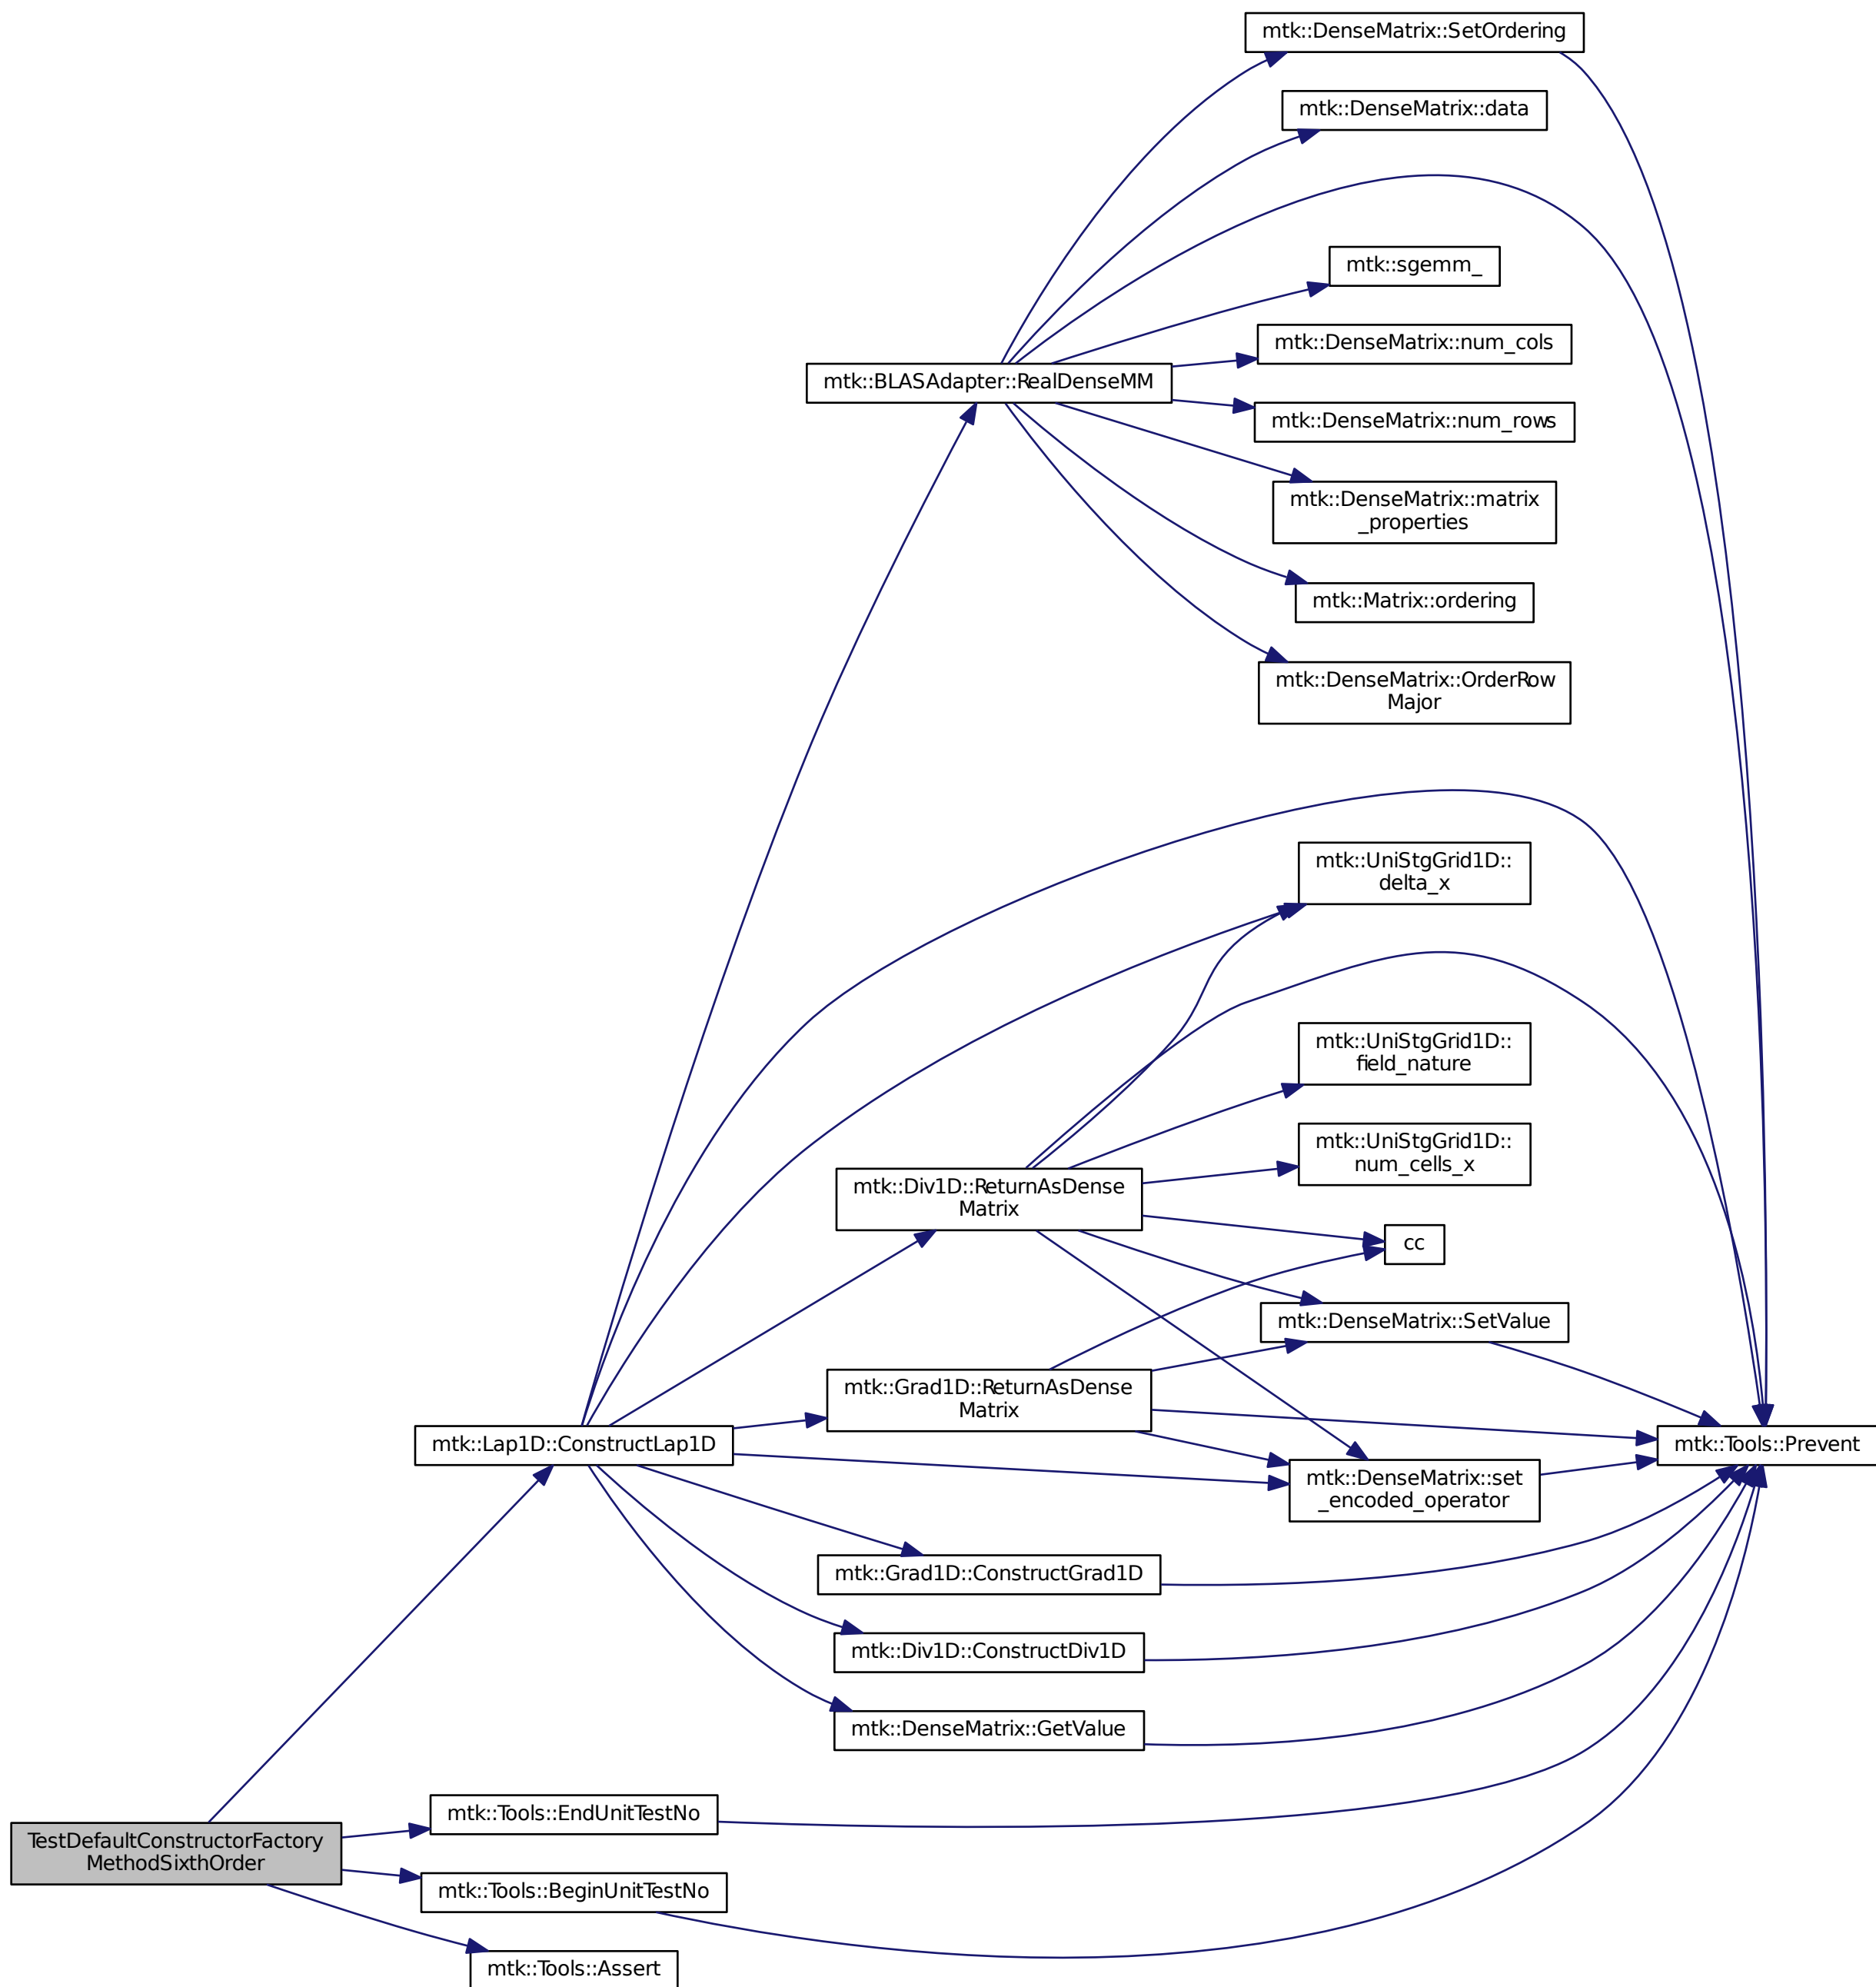 mtk::DenseMatrix::SetOrdering
mtk::DenseMatrix::data
mtk::sgemm_
mtk::DenseMatrix::num_cols
mtk::BLASAdapter::RealDenseMM
mtk::DenseMatrix::num_rows
mtk::DenseMatrix::matrix
_properties
mtk::Matrix::ordering
mtk::DenseMatrix::OrderRow
Major
mtk::UniStgGrid1D::
delta_x
mtk::UniStgGrid1D::
field_nature
mtk::UniStgGrid1D::
num_cells_x
mtk::Div1D::ReturnAsDense
Matrix
cc
mtk::DenseMatrix::SetValue
mtk::Grad1D::ReturnAsDense
Matrix
mtk::Lap1D::ConstructLap1D
mtk::Tools::Prevent
mtk::DenseMatrix::set
_encoded_operator
mtk::Grad1D::ConstructGrad1D
mtk::Div1D::ConstructDiv1D
mtk::DenseMatrix::GetValue
mtk::Tools::EndUnitTestNo
TestDefaultConstructorFactory
MethodSixthOrder
mtk::Tools::BeginUnitTestNo
mtk::Tools::Assert